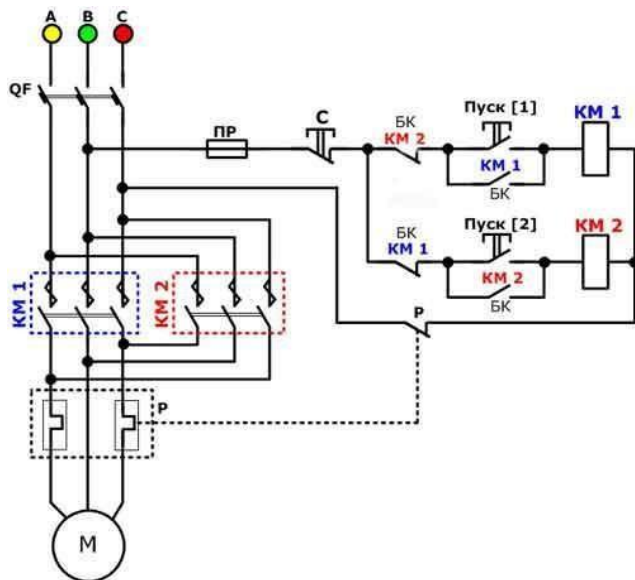 A B C
QF
ПР
С
БК
КМ 2
Пуск [1]
КМ 1
КМ 1
БК
БК
КМ 1
Пуск [2]
КМ 2
КМ 2
БК
КМ 1
КМ 2
Р
Р
М